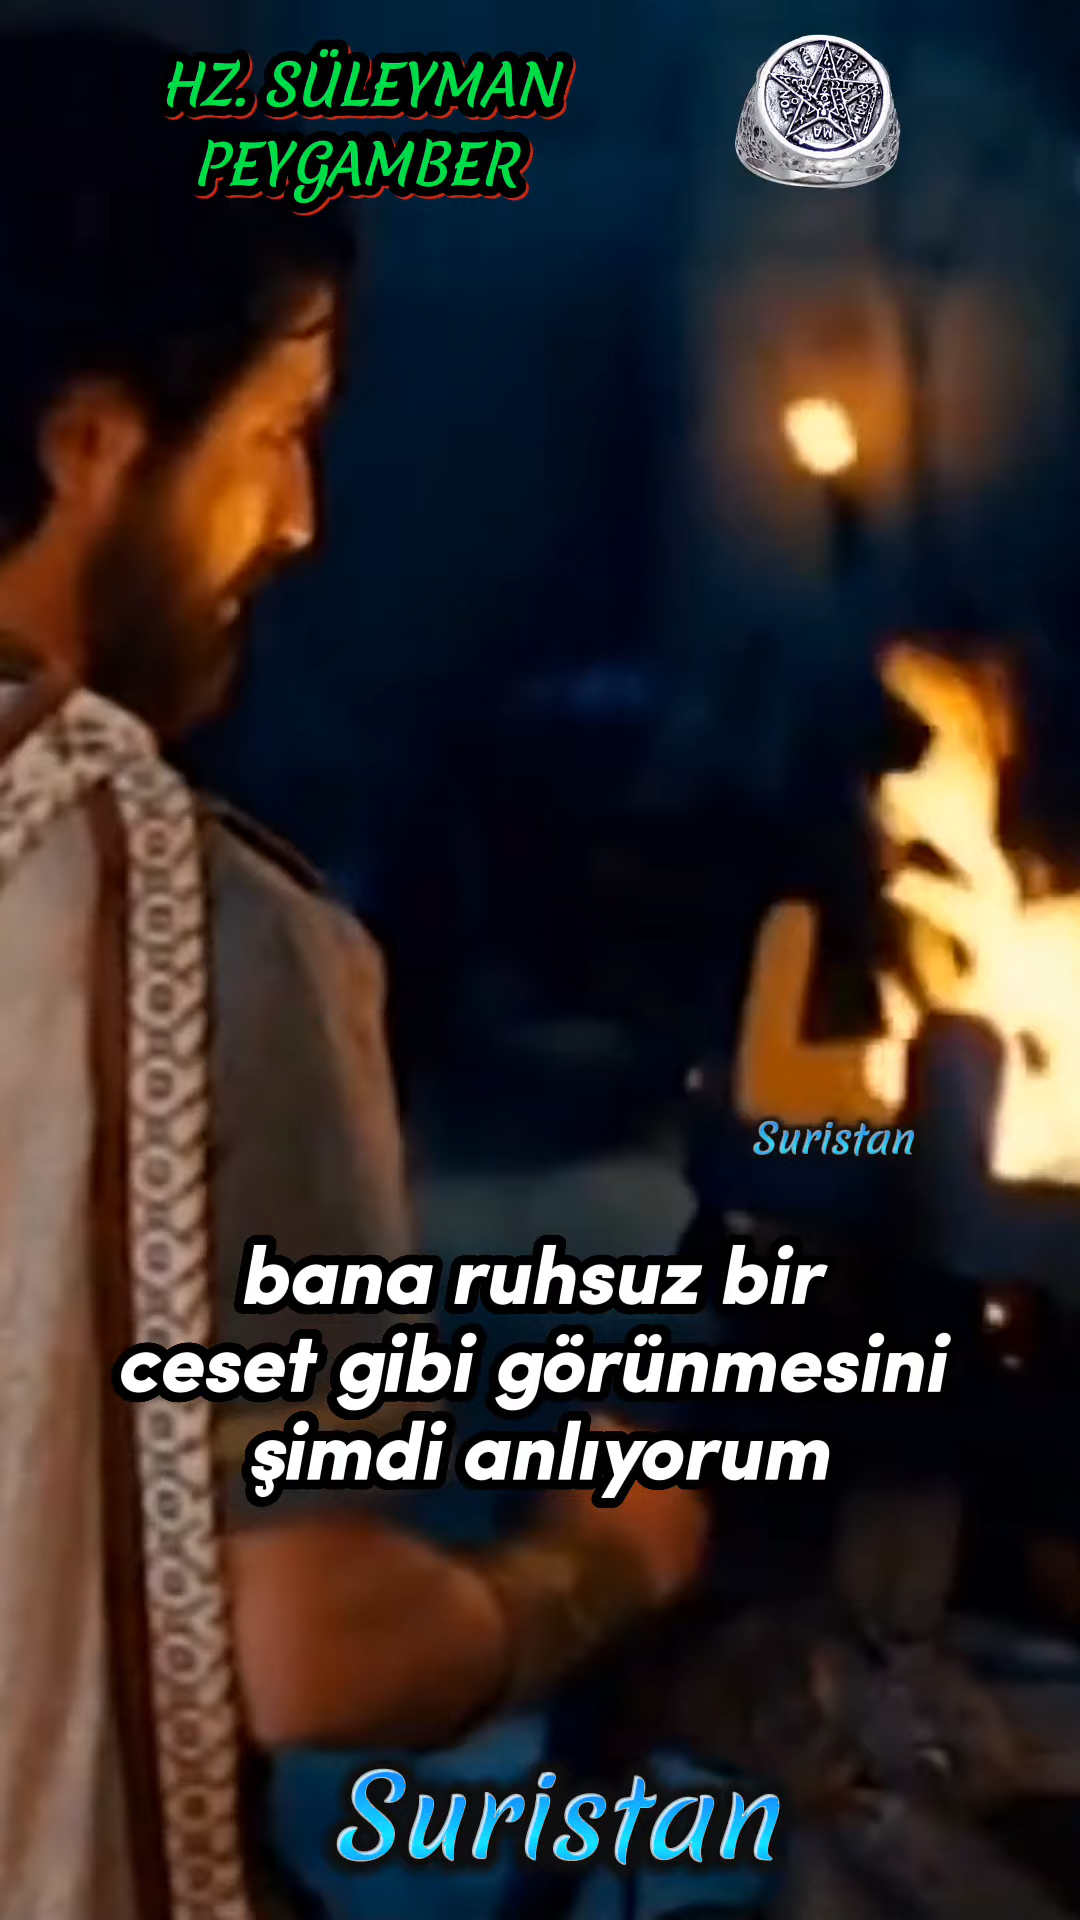 HZ. SÜLEYMAN
PEYGAMBER
Suristan
bana ruhsuz bir
ceset gibi görünmesini
şimdi anlıyorum
Suristan